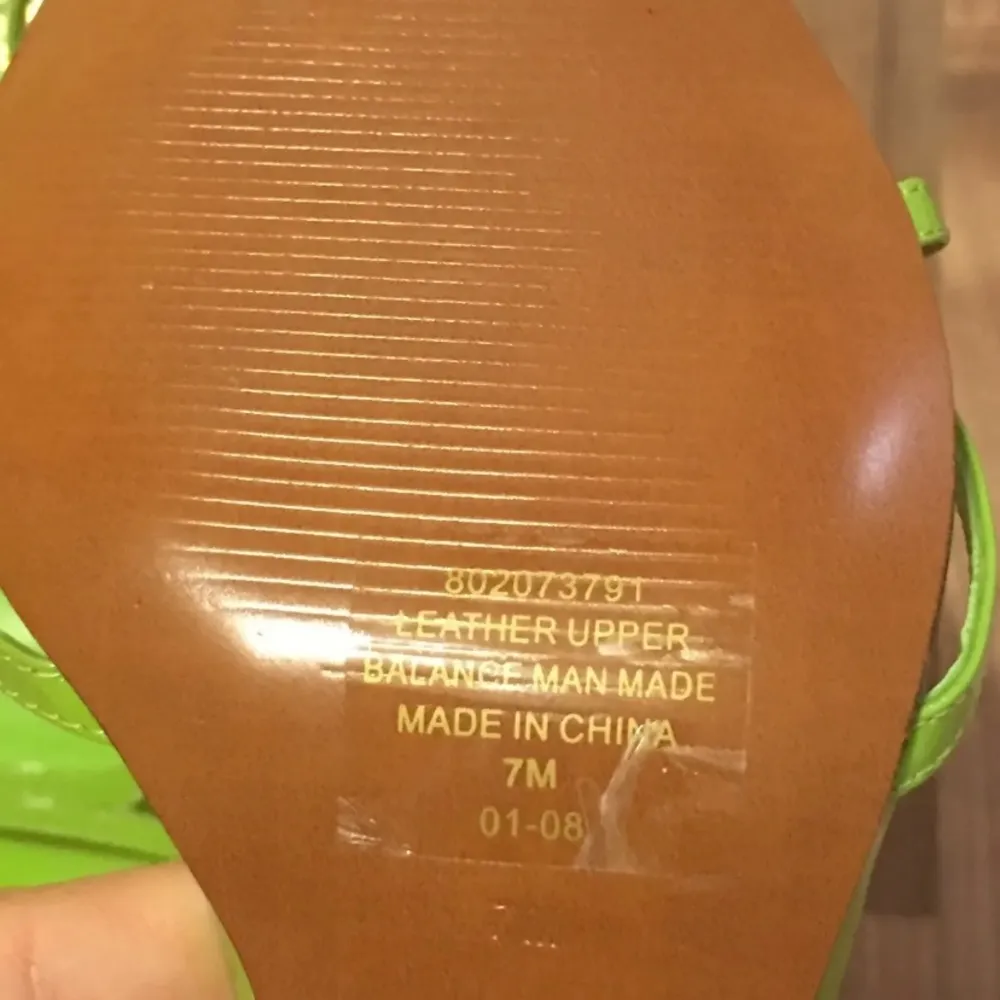 802073791
LEATHER UPPER
BALANCE MAN MADE
MADE IN CHINA
7M
01-08